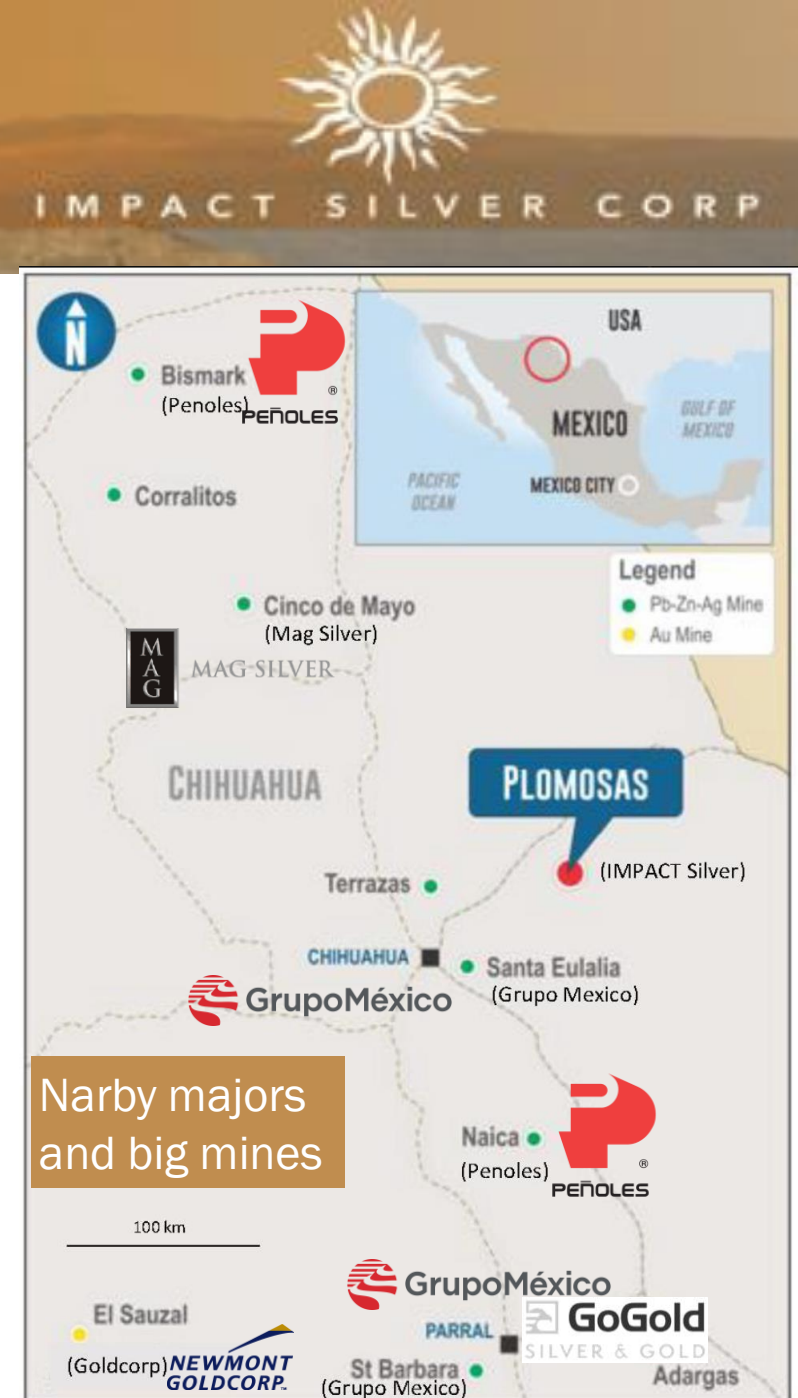 IMPACT SILVER CORP
N
Bismark
(Penoles)
®
PEÑOLES
USA
MEXICO
GULF OF
MEXICO
PACIFIC
OCEAN
MEXICO CITY
Corralitos
Legend
Pb-Zn-Ag Mine
Au Mine
Cinco de Mayo
(Mag Silver)
M
A
G
MAG SILVER
CHIHUAHUA
PLOMOSAS
(IMPACT Silver)
Terrazas
CHIHUAHUA
Santa Eulalia
(Grupo Mexico)
GrupoMéxico
Narby majors
and big mines
Naica
(Penoles)
®
PEÑOLES
100 km
GrupoMéxico
El Sauzal
(Goldcorp)
NEWMONT
GOLDCORP™
PARRAL
GoGold
SILVER & GOLD
St Barbara
(Grupo Mexico)
Adargas